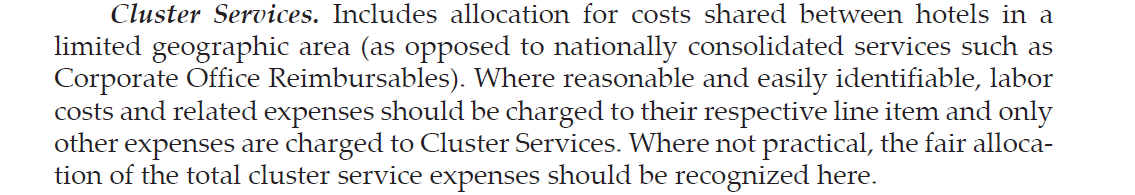 Cluster Services. Includes allocation for costs shared between hotels in a
limited geographic area (as opposed to nationally consolidated services such as
Corporate Office Reimbursables). Where reasonable and easily identifiable, labor
costs and related expenses should be charged to their respective line item and only
other expenses are charged to Cluster Services. Where not practical, the fair alloca-
tion of the total cluster service expenses should be recognized here.